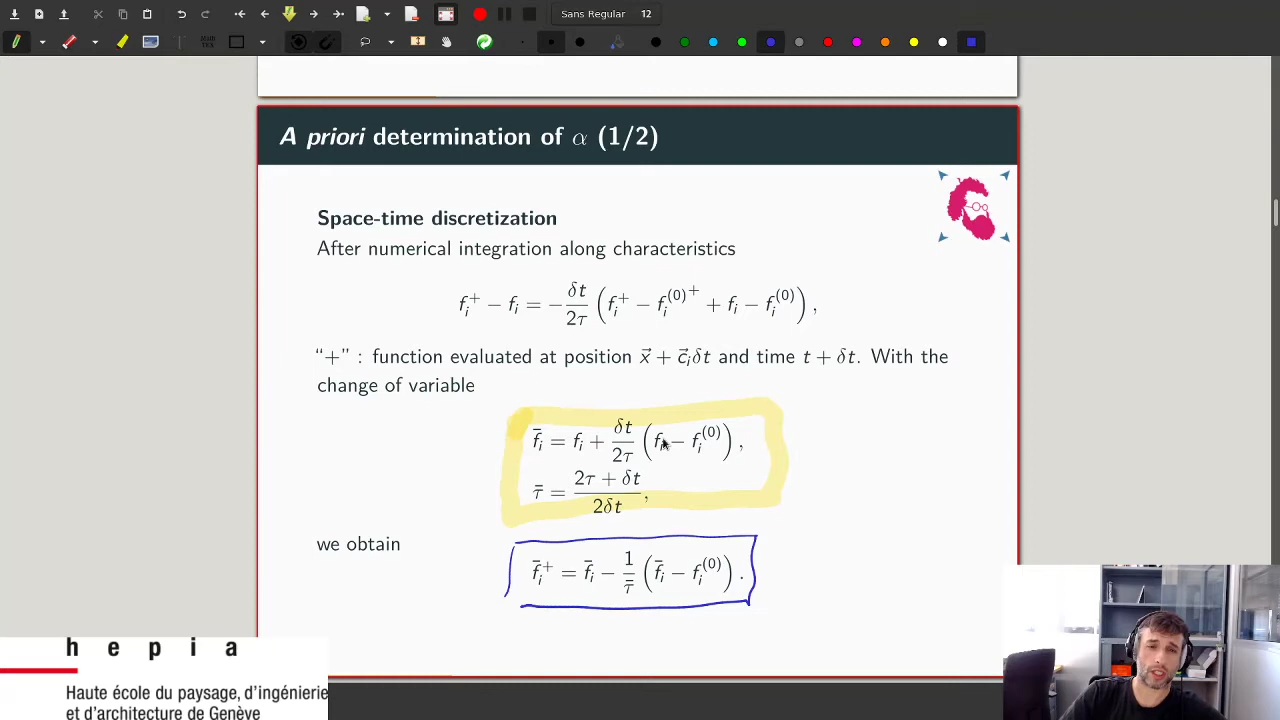 Sans Regular 12
A priori determination of α (1/2)
Space-time discretization
After numerical integration along characteristics
f_i^+ − f_i = −δt/2τ (f_i^+ − f_i^{(0)+} + f_i − f_i^{(0)}),
“+” : function evaluated at position x⃗ + c⃗_iδt and time t + δt. With the
change of variable
f̄_i = f_i + δt/2τ (f_i − f_i^{(0)}),
τ̄ = (2τ + δt)/2δt,
we obtain
f̄_i^+ = f̄_i − 1/τ̄ (f̄_i − f_i^{(0)}).
h e p i a
Haute école du paysage, d'ingénierie
et d'architecture de Genève